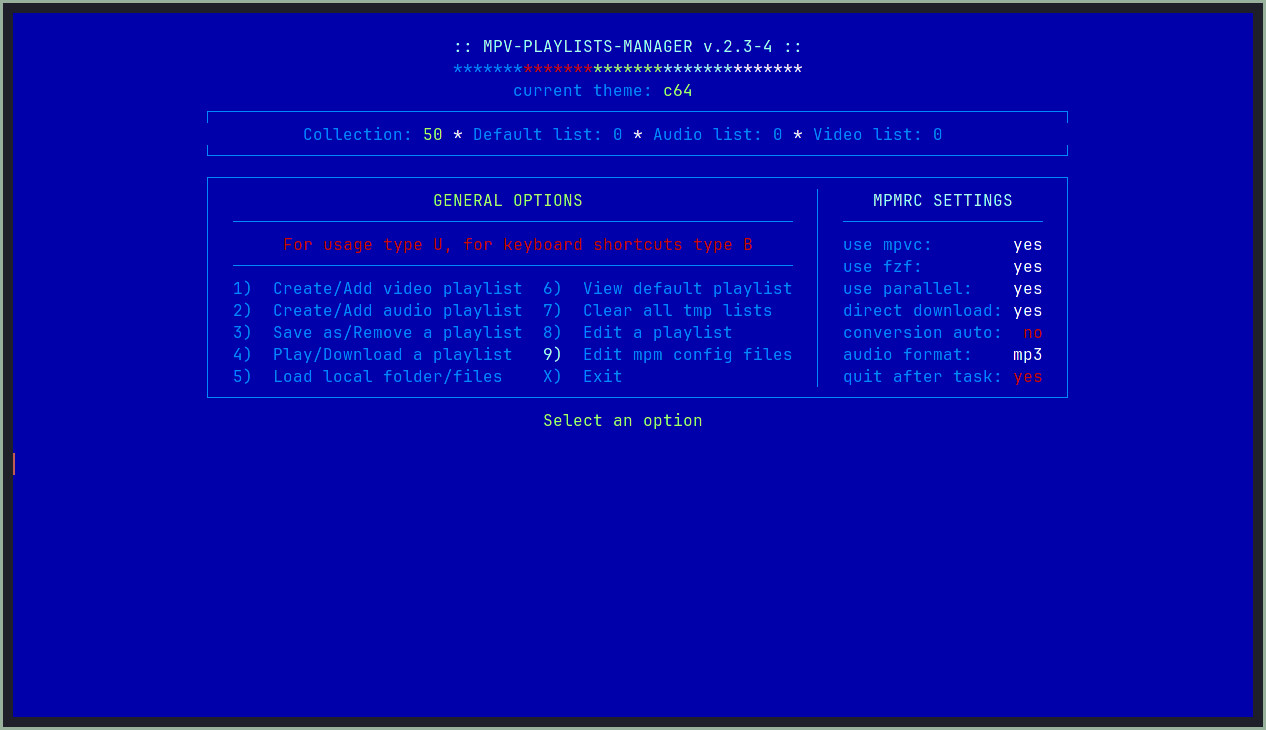 :: MPV-PLAYLISTS-MANAGER v.2.3-4 ::
***********************************
current theme: c64
Collection: 50 * Default list: 0 * Audio list: 0 * Video list: 0
GENERAL OPTIONS
For usage type U, for keyboard shortcuts type B
1) Create/Add video playlist 6) View default playlist
2) Create/Add audio playlist 7) Clear all tmp lists
3) Save as/Remove a playlist 8) Edit a playlist
4) Play/Download a playlist 9) Edit mpm config files
5) Load local folder/files X) Exit
MPMRC SETTINGS
use mpvc: yes
use fzf: yes
use parallel: yes
direct download: yes
conversion auto: no
audio format: mp3
quit after task: yes
Select an option